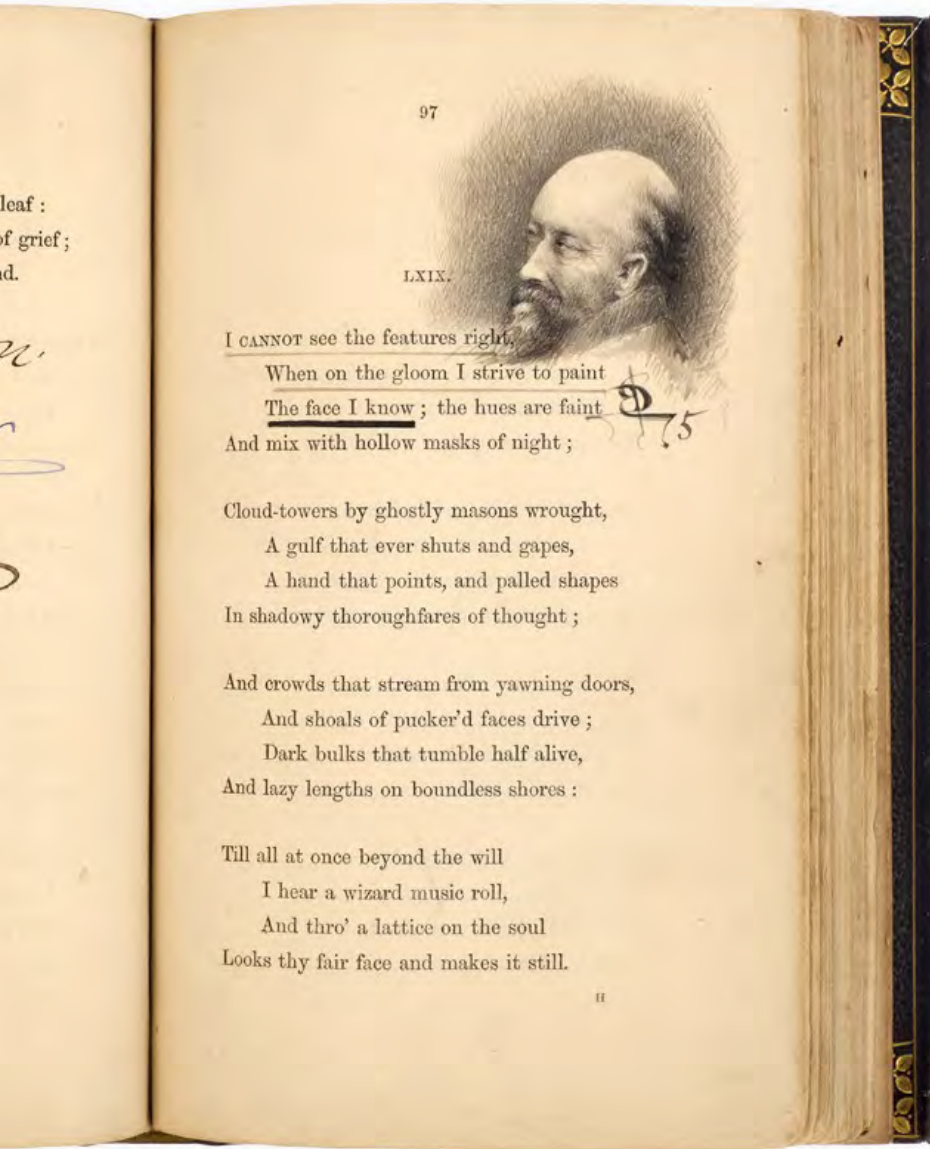 leaf :
of grief ;
97
LXIX.
I CANNOT see the features right,
When on the gloom I strive to paint
The face I know ; the hues are faint
And mix with hollow masks of night ;
Cloud-towers by ghostly masons wrought,
A gulf that ever shuts and gapes,
A hand that points, and palled shapes
In shadowy thoroughfares of thought ;
And crowds that stream from yawning doors,
And shoals of pucker'd faces drive ;
Dark bulks that tumble half alive,
And lazy lengths on boundless shores :
Till all at once beyond the will
I hear a wizard music roll,
And thro' a lattice on the soul
Looks thy fair face and makes it still.
H